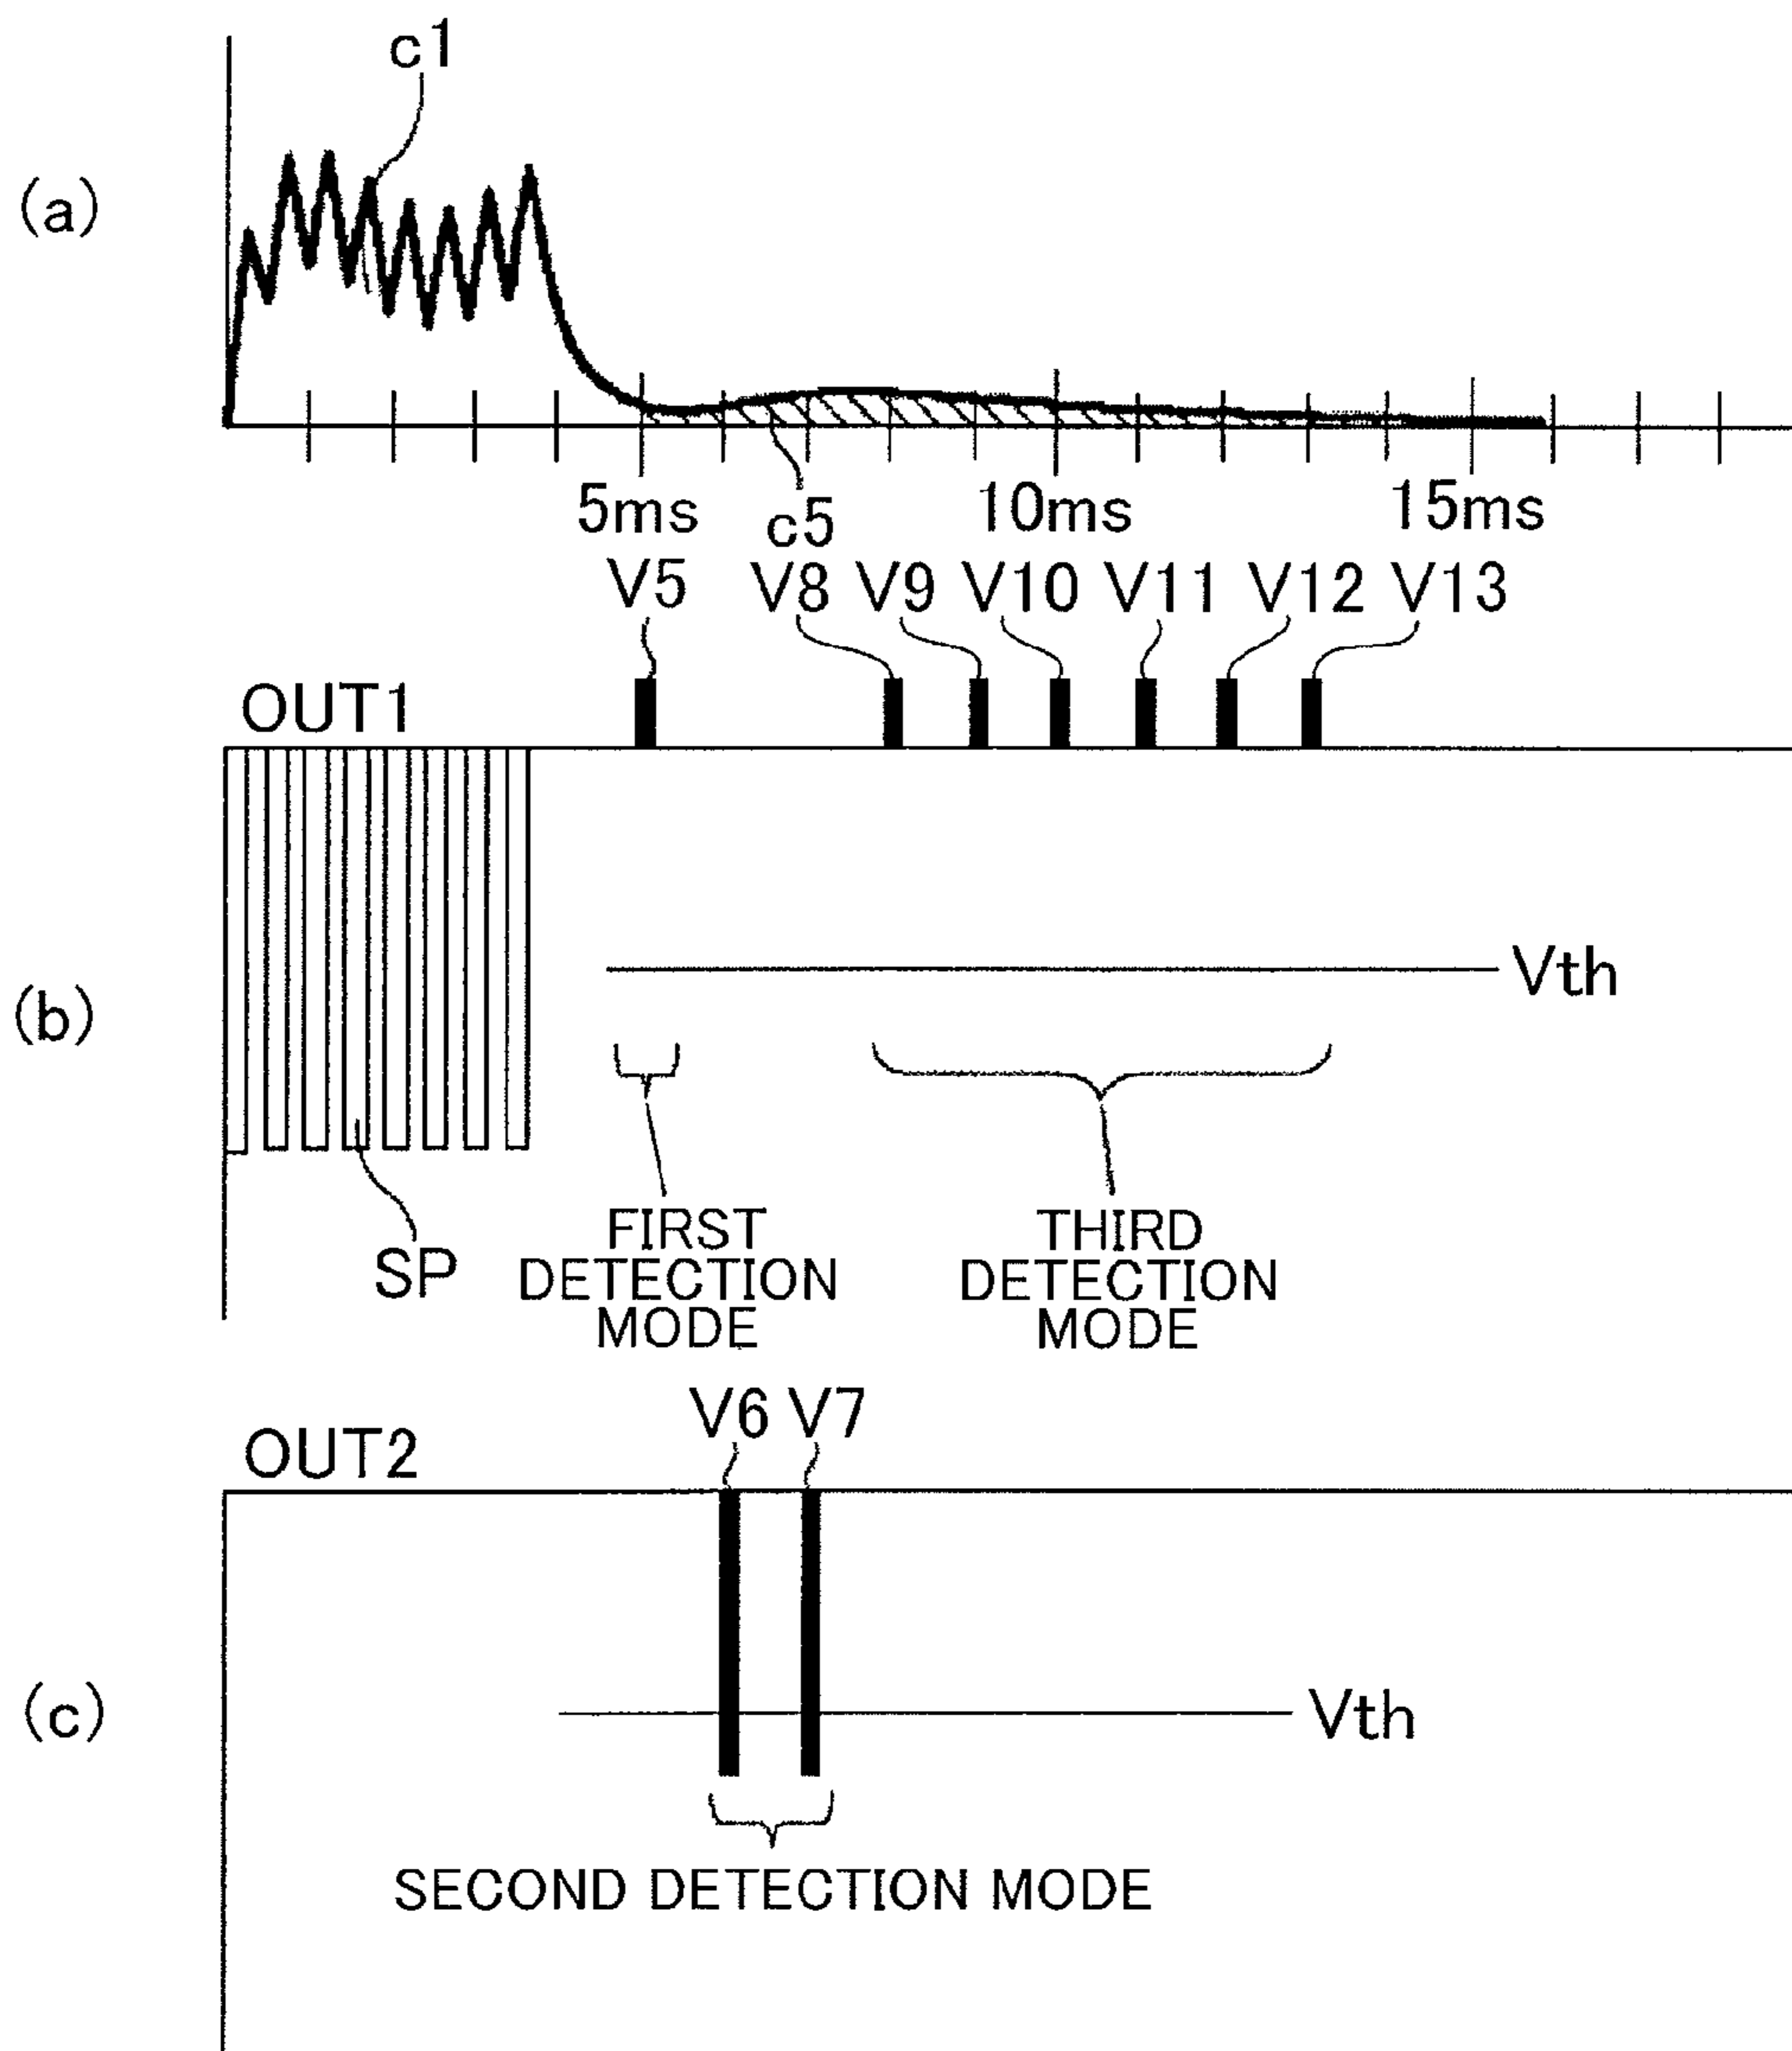 c1
(a)
5ms
c5
10ms
15ms
V5
V8
V9
V10
V11
V12
V13
OUT1
Vth
(b)
SP
FIRST
DETECTION
MODE
THIRD
DETECTION
MODE
V6
V7
OUT2
(c)
Vth
SECOND DETECTION MODE